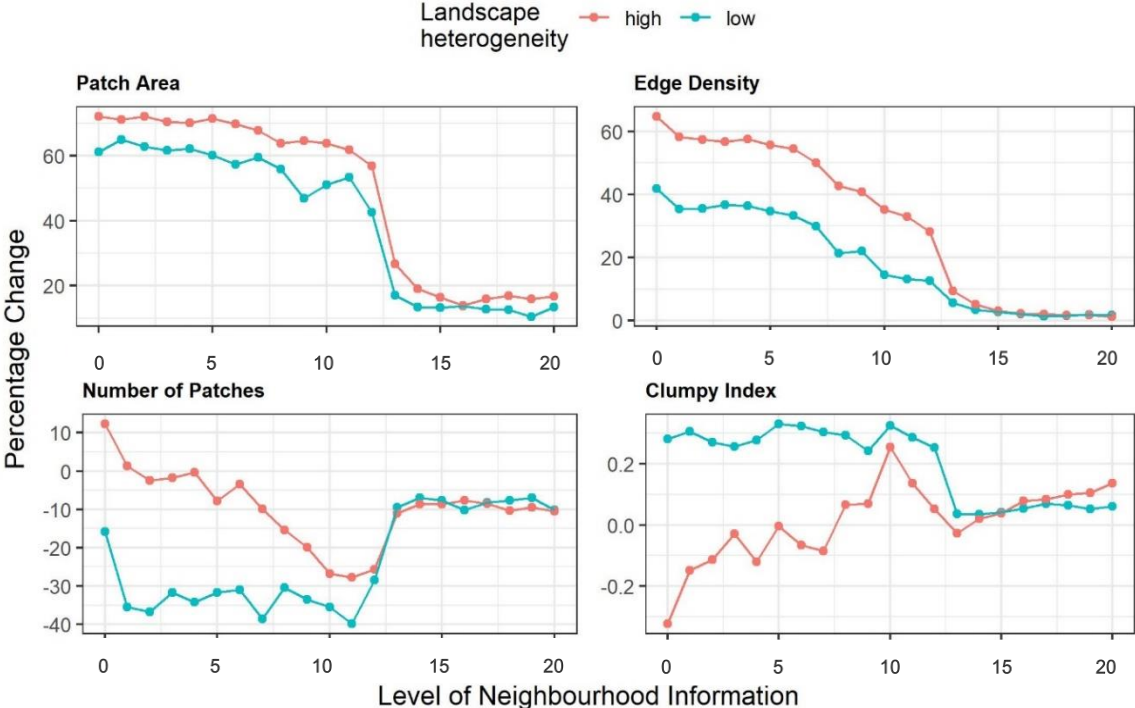 Landscape
heterogeneity high low
Patch Area
60
40
20
0 5 10 15 20
Edge Density
60
40
20
0
0 5 10 15 20
Number of Patches
10
0
-10
-20
-30
-40
0 5 10 15 20
Clumpy Index
0.2
0.0
-0.2
0 5 10 15 20
Percentage Change
Level of Neighbourhood Information